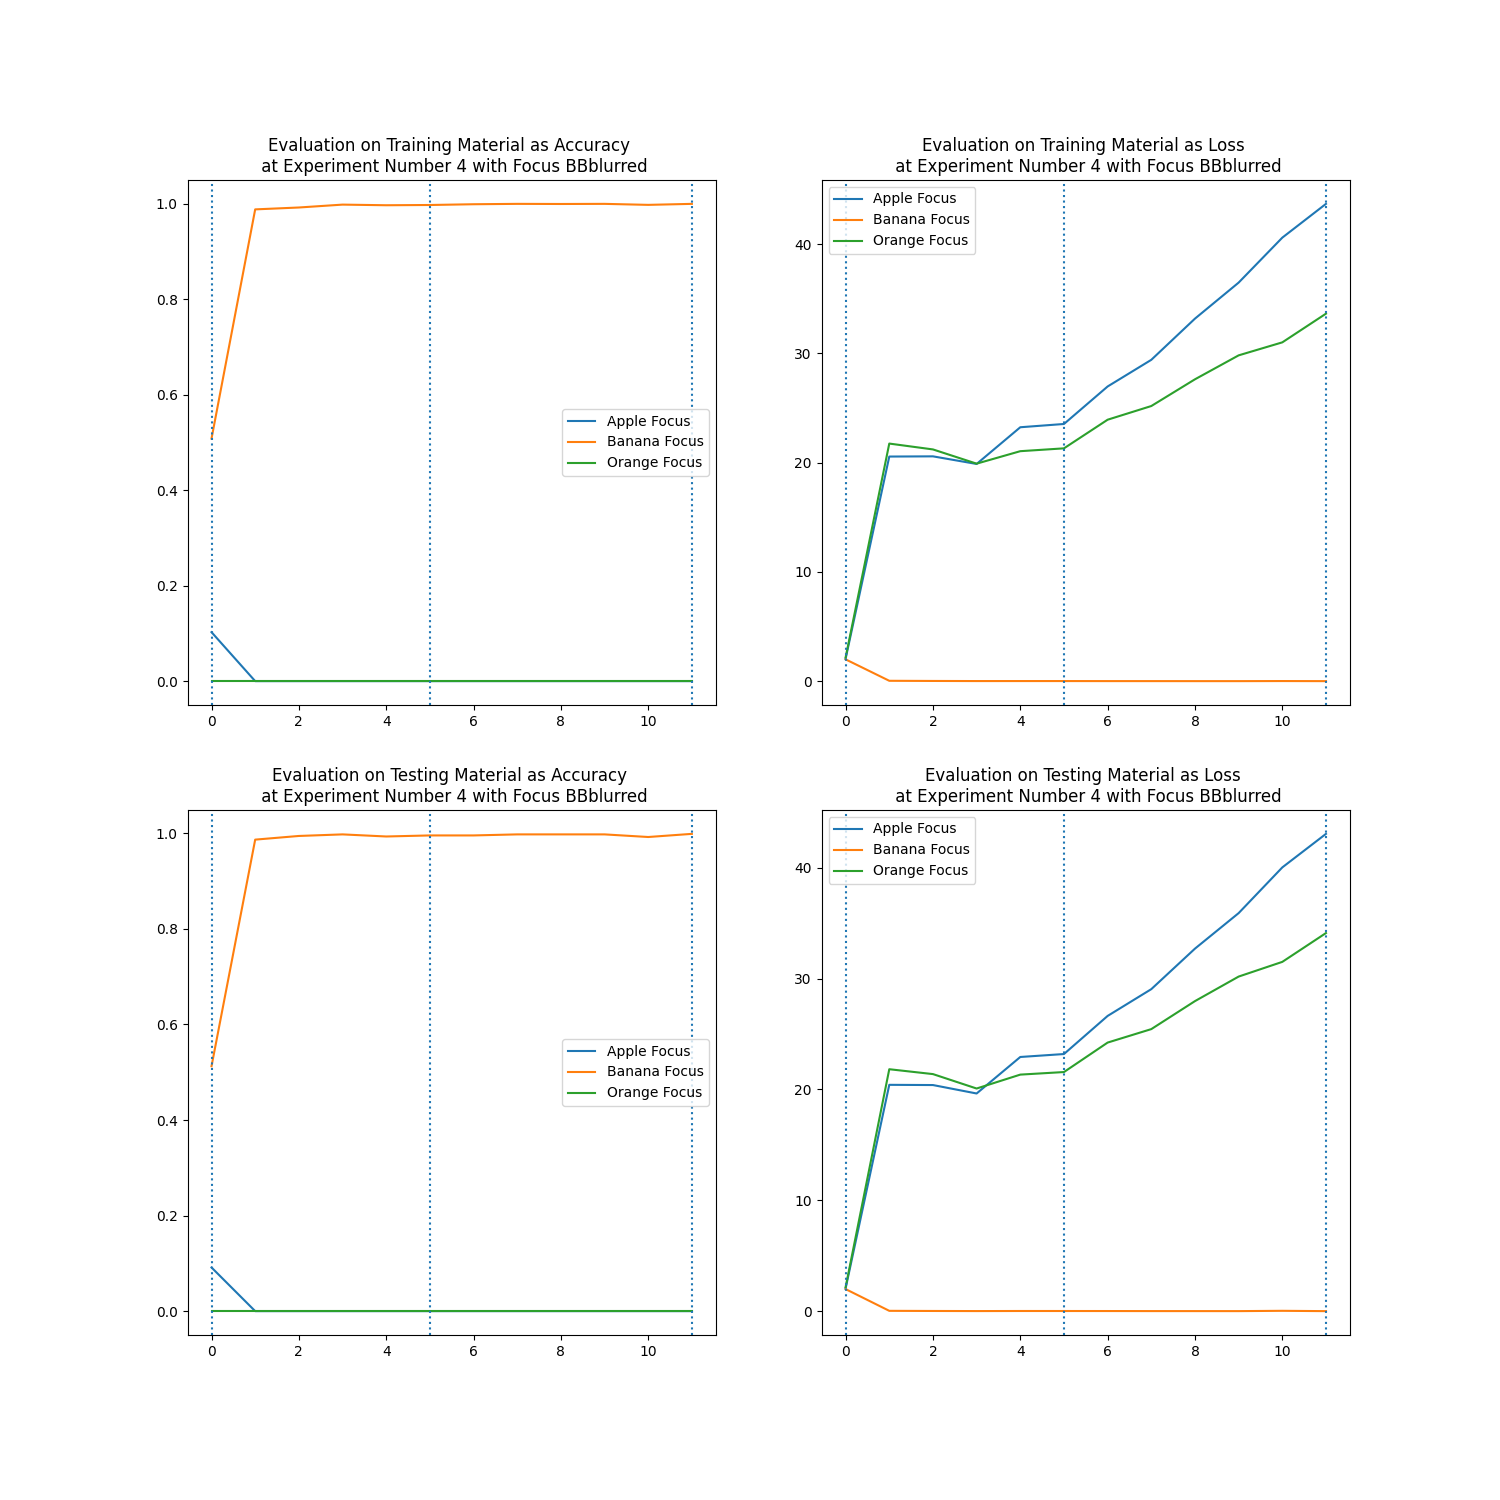 Evaluation on Training Material as Accuracy
at Experiment Number 4 with Focus BBblurred
1.0
0.8
0.6
0.4
0.2
0.0
Apple Focus
Banana Focus
Orange Focus
0 2 4 6 8 10
Evaluation on Training Material as Loss
at Experiment Number 4 with Focus BBblurred
Apple Focus
Banana Focus
Orange Focus
40
30
20
10
0
0 2 4 6 8 10
Evaluation on Testing Material as Accuracy
at Experiment Number 4 with Focus BBblurred
1.0
0.8
0.6
0.4
0.2
0.0
Apple Focus
Banana Focus
Orange Focus
0 2 4 6 8 10
Evaluation on Testing Material as Loss
at Experiment Number 4 with Focus BBblurred
Apple Focus
Banana Focus
Orange Focus
40
30
20
10
0
0 2 4 6 8 10